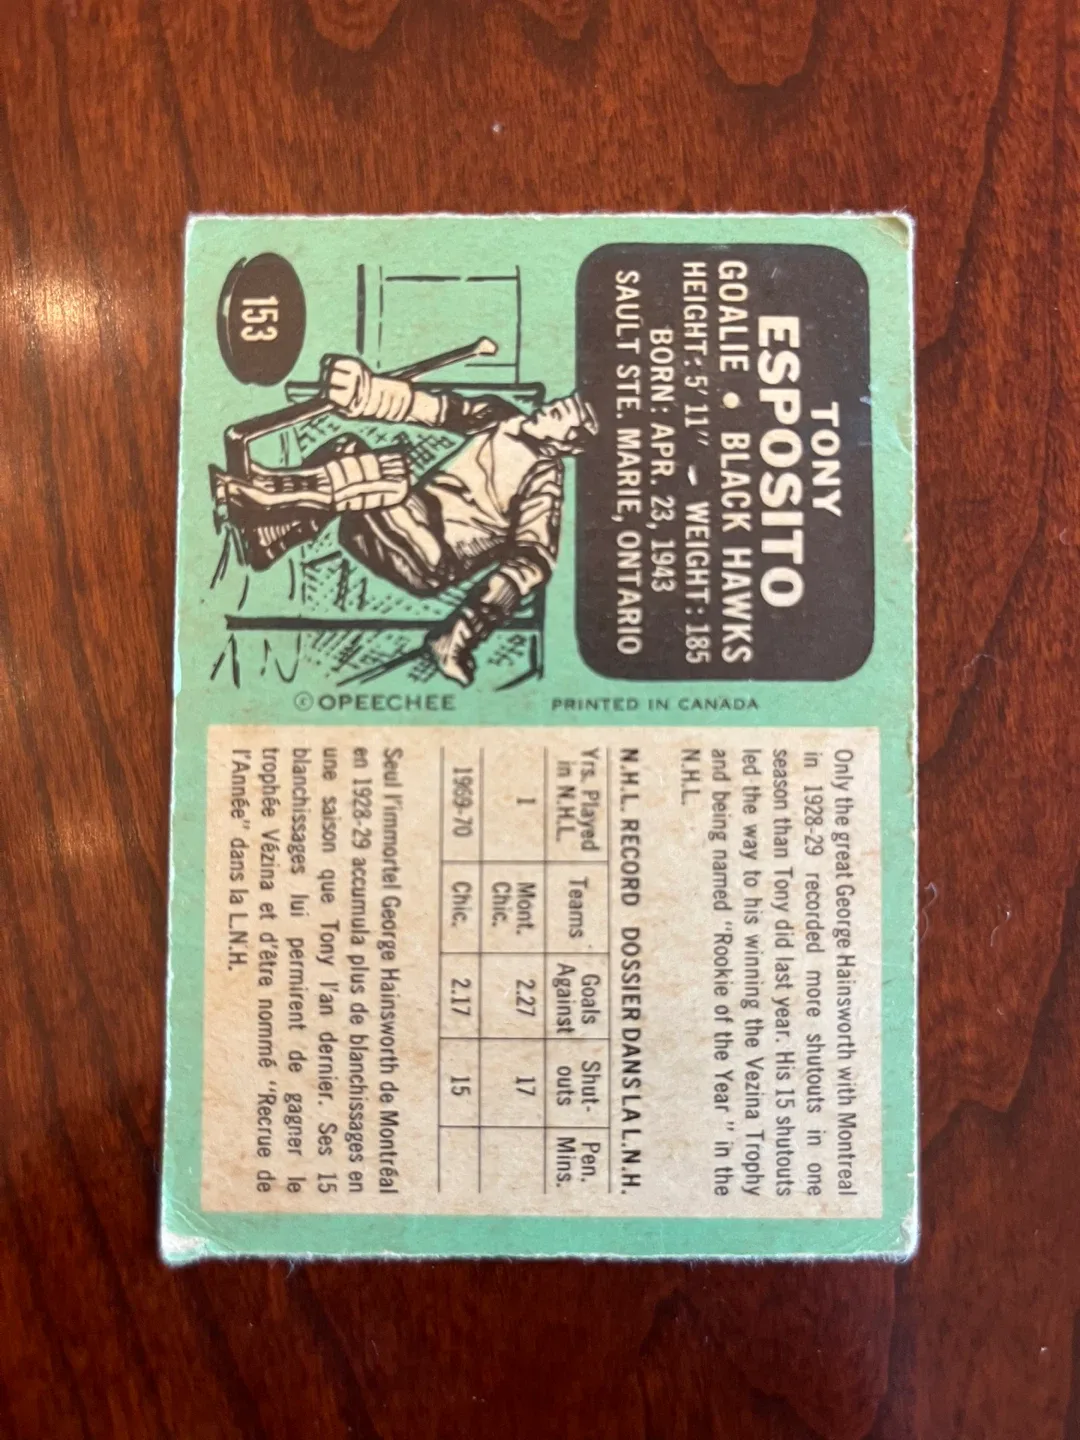 TONY
ESPOSITO
GOALIE • BLACK HAWKS
HEIGHT: 5'11" - WEIGHT: 185
BORN: APR. 23, 1943
SAULT STE. MARIE, ONTARIO
153
© OPEECHEE
PRINTED IN CANADA
Only the great George Hainsworth with Montreal
in 1928-29 recorded more shutouts in one
season than Tony did last year. His 15 shutouts
led the way to his winning the Vezina Trophy
and being named "Rookie of the Year" in the
N.H.L.
N.H.L. RECORD DOSSIER DANS LA L.N.H.
Yrs. Played in N.H.L. Teams Goals Against Shut-outs Pen. Mins.
1 Mont. Chic. 2.27 17
1969-70 Chic. 2.17 15
Seul l'immortel George Hainsworth de Montréal
en 1928-29 accumula plus de blanchissages en
une saison que Tony l'an dernier. Ses 15
blanchissages lui permirent de gagner le
trophée Vézina et d'être nommé "Recrue de
l'Année" dans la L.N.H.